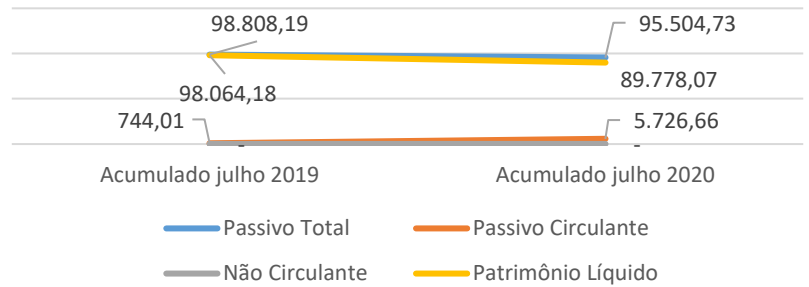 98.808,19 95.504,73
98.064,18 89.778,07
744,01 5.726,66
- -
Acumulado julho 2019 Acumulado julho 2020
Passivo Total Passivo Circulante
Não Circulante Patrimônio Líquido